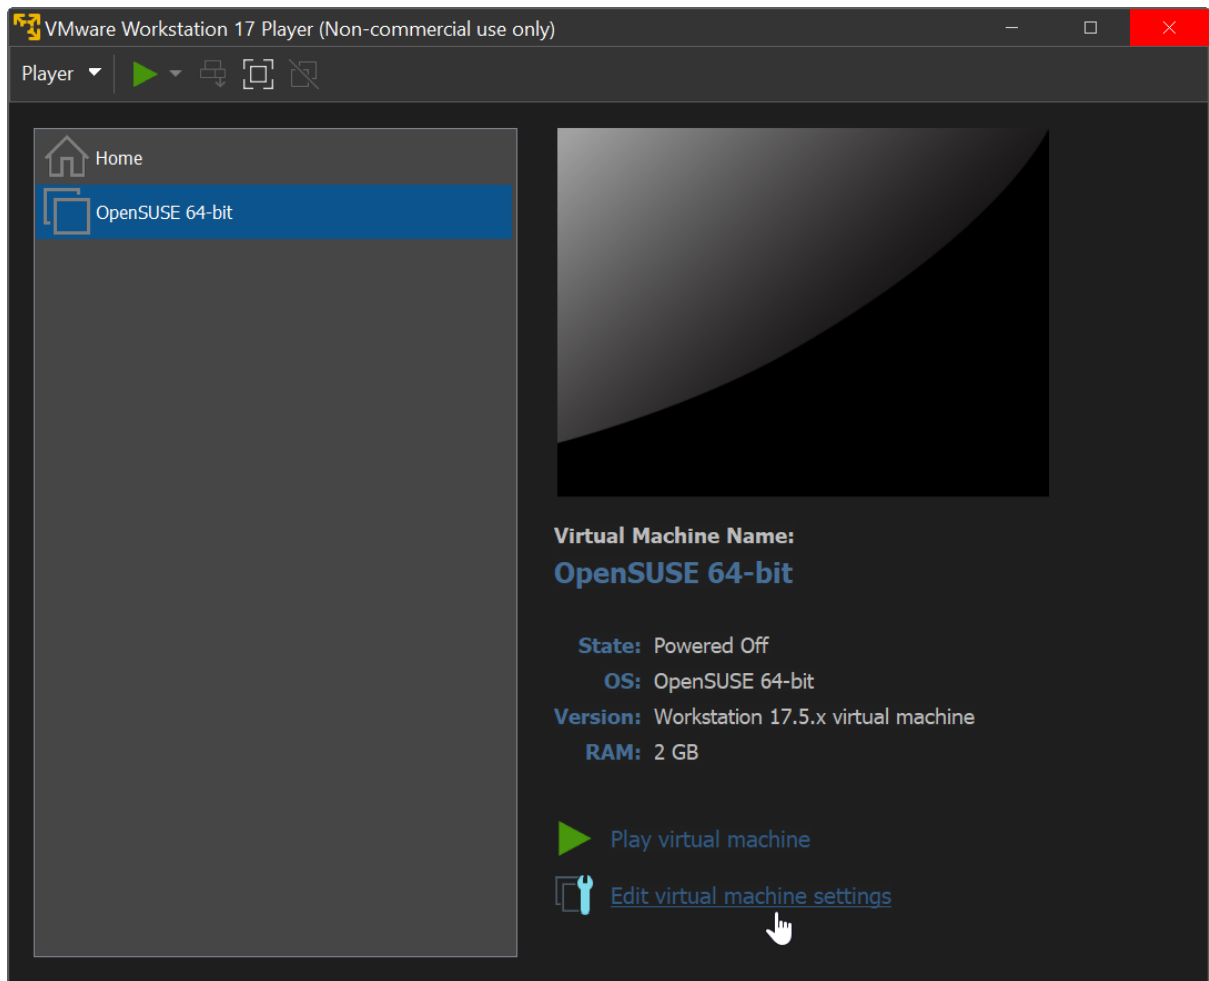 VMware Workstation 17 Player (Non-commercial use only)
Player
Home
OpenSUSE 64-bit
Virtual Machine Name:
OpenSUSE 64-bit
State: Powered Off
OS: OpenSUSE 64-bit
Version: Workstation 17.5.x virtual machine
RAM: 2 GB
Play virtual machine
Edit virtual machine settings